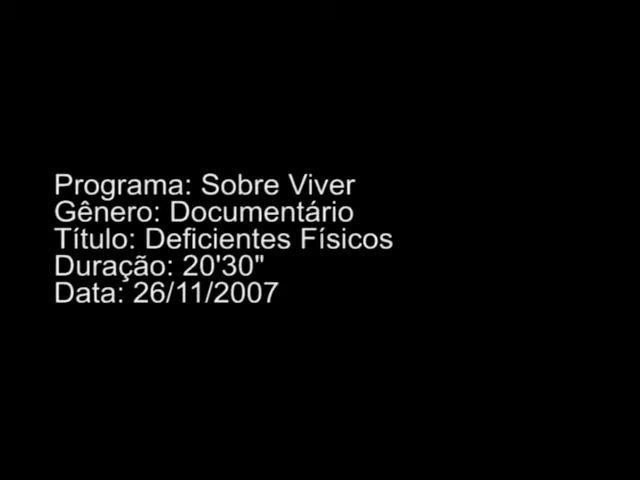 Programa: Sobre Viver
Gênero: Documentário
Título: Deficientes Físicos
Duração: 20'30"
Data: 26/11/2007